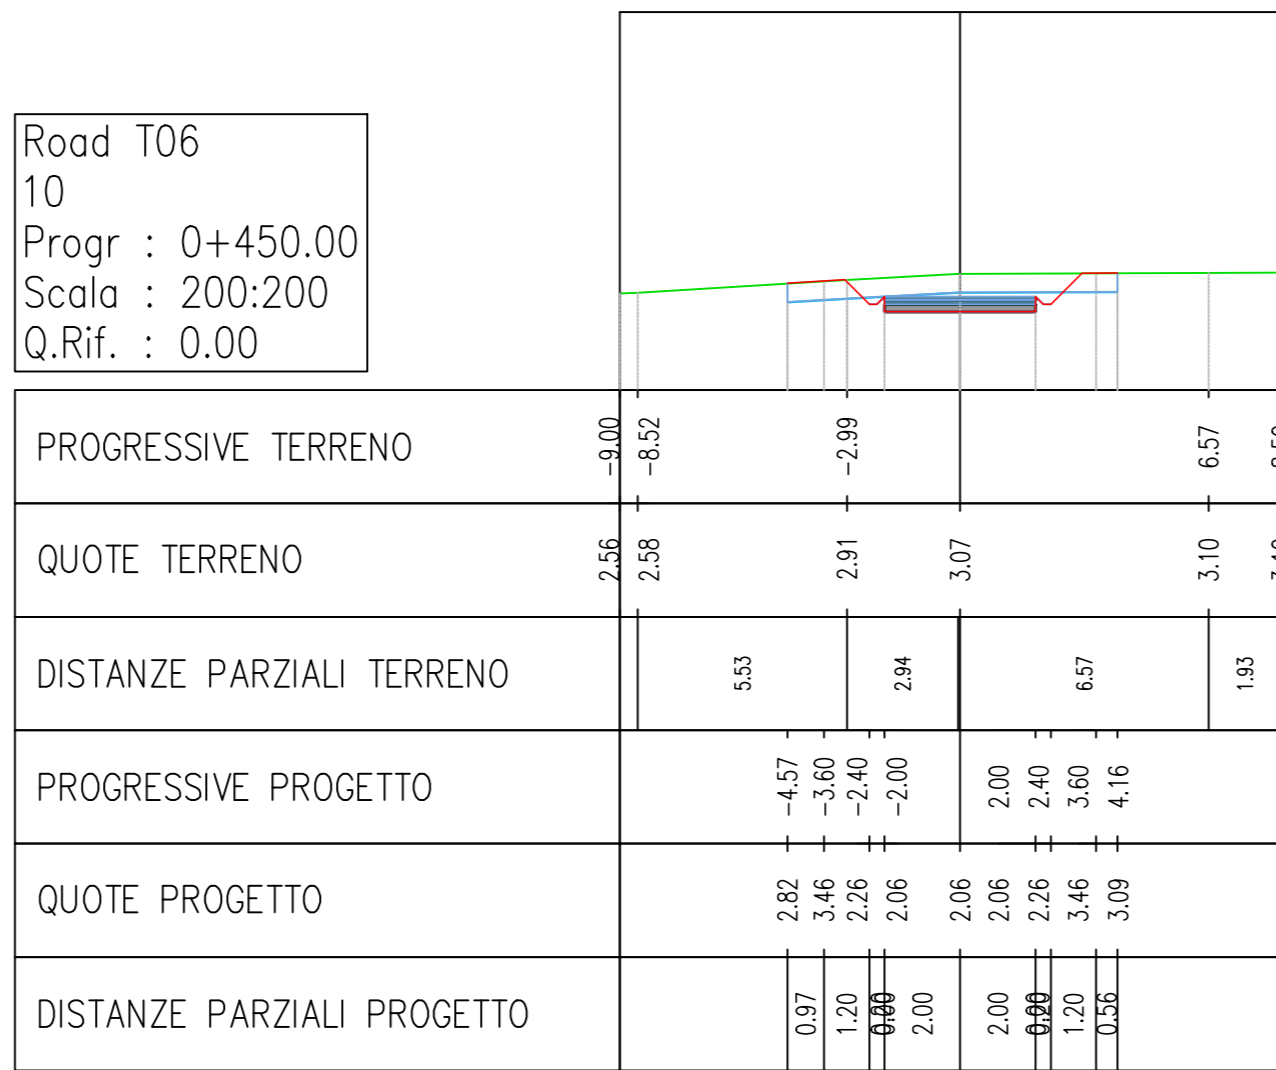 Road T06
10
Progr : 0+450.00
Scala : 200:200
Q.Rif. : 0.00
PROGRESSIVE TERRENO
-9.00 -8.52 -2.99 6.57
QUOTE TERRENO
2.56 2.58 2.91 3.07 3.10
DISTANZE PARZIALI TERRENO
5.53 2.94 6.57 1.93
PROGRESSIVE PROGETTO
-4.57 -3.60 -2.40 -2.00 2.00 2.40 3.60 4.16
QUOTE PROGETTO
2.82 3.46 2.26 2.06 2.06 2.06 2.26 3.46 3.09
DISTANZE PARZIALI PROGETTO
0.97 1.20 2.00 2.00 1.20 0.56